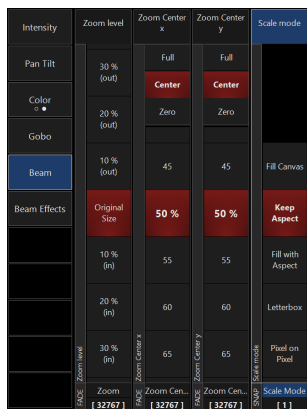 Intensity
Pan Tilt
Color
Gobo
Beam
Beam Effects
Zoom level
30 %
(out)
20 %
(out)
10 %
(out)
Original
Size
10 %
(in)
20 %
(in)
30 %
(in)
Zoom level
FADE
Zoom
[ 32767 ]
Zoom Center
x
Full
Center
Zero
45
50 %
55
60
65
Zoom Center x
FADE
Zoom Cen...
[ 32767 ]
Zoom Center
y
Full
Center
Zero
45
50 %
55
60
65
Zoom Center y
FADE
Zoom Cen...
[ 32767 ]
Scale mode
Fill Canvas
Keep
Aspect
Fill with
Aspect
Letterbox
Pixel on
Pixel
Scale mode
SNAP
Scale Mode
[ 1 ]